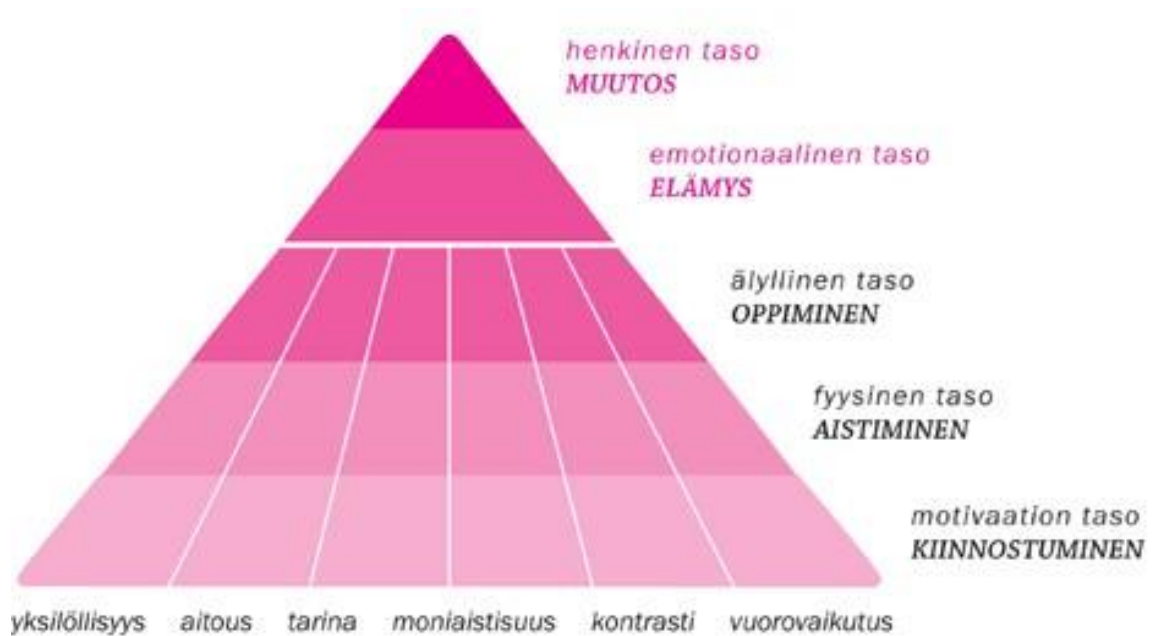 henkinen taso
MUUTOS
emotionaalinen taso
ELÄMYS
älyllinen taso
OPPIMINEN
fyysinen taso
AISTIMINEN
motivaation taso
KIINNOSTUMINEN
yksilöllisyys aitous tarina moniaistisuus kontrasti vuorovaikutus